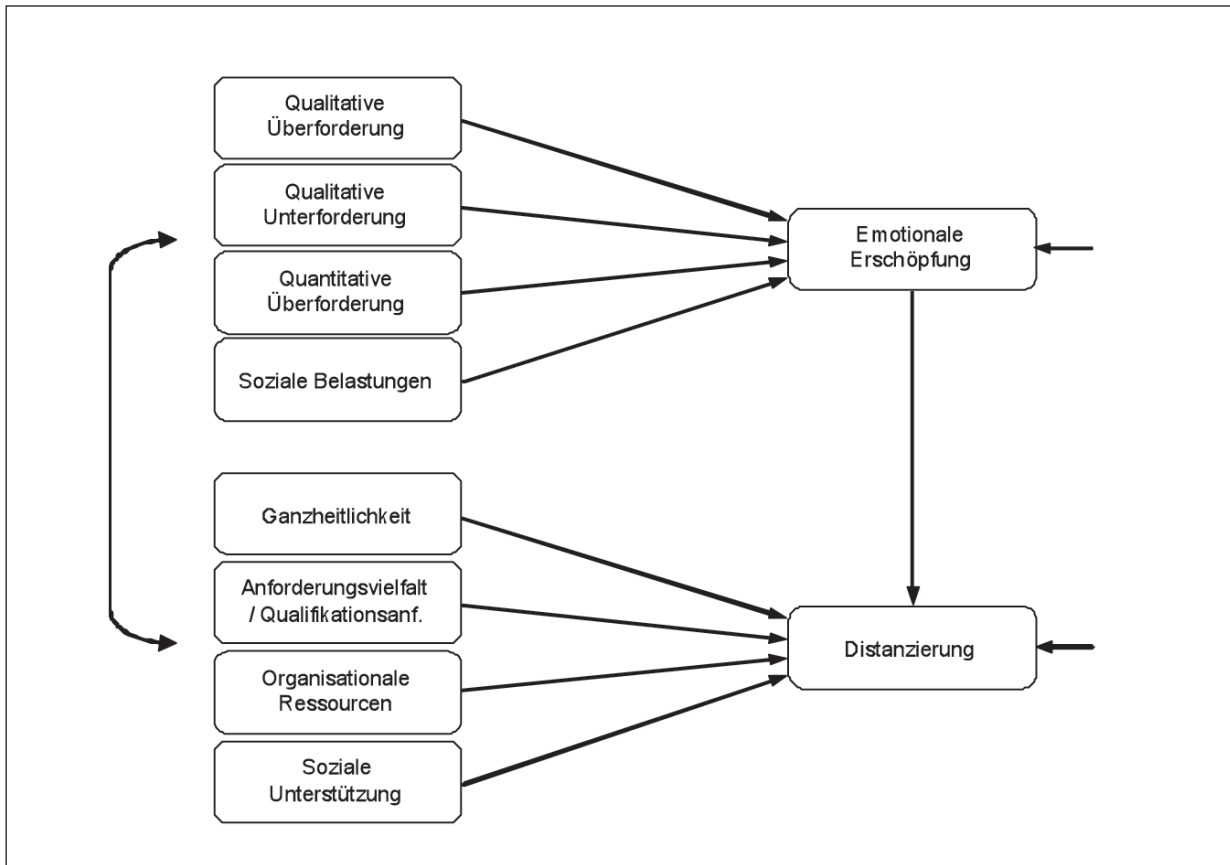 Qualitative
Überforderung
Qualitative
Unterforderung
Quantitative
Überforderung
Soziale Belastungen
Emotionale
Erschöpfung
Ganzheitlichkeit
Anforderungsvielfalt
/ Qualifikationsanf.
Organisationale
Ressourcen
Soziale
Unterstützung
Distanzierung